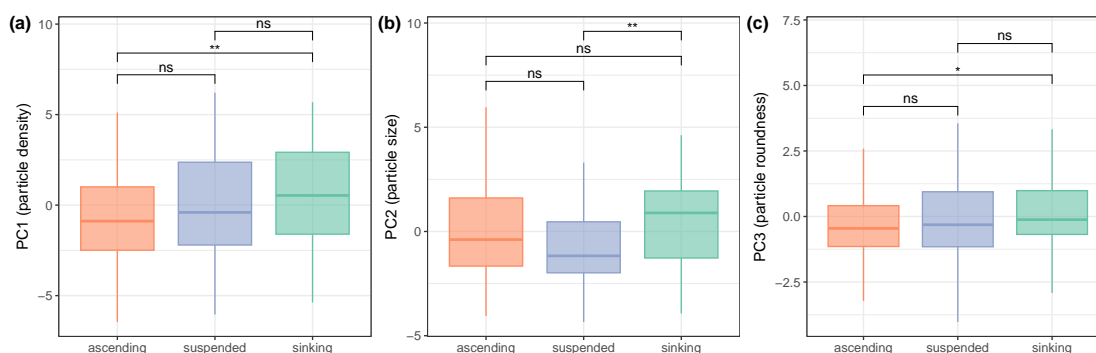 (a)
PC1 (particle density)
10
5
0
−5
ns
**
ns
ascending suspended sinking
(b)
PC2 (particle size)
10
5
0
−5
**
ns
ns
ascending suspended sinking
(c)
PC3 (particle roundness)
7.5
5.0
2.5
0.0
−2.5
ns
*
ns
ascending suspended sinking